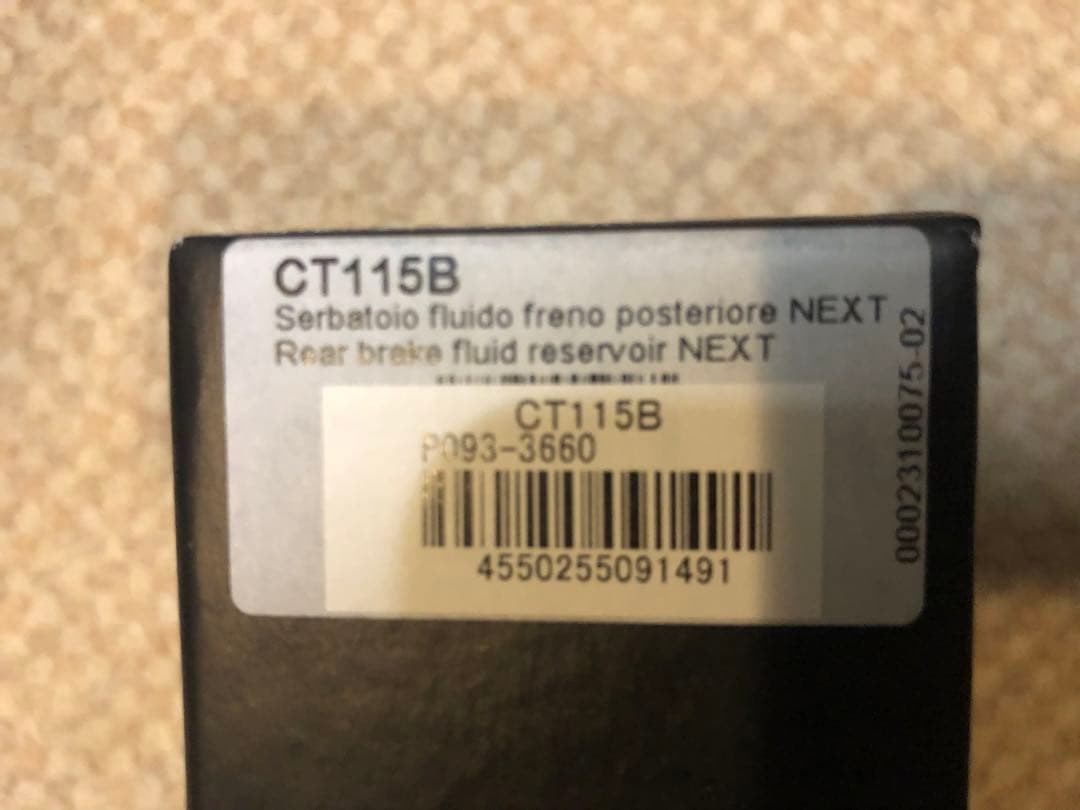 CT115B
Serbatoio fluido freno posteriore NEXT
Rear brake fluid reservoir NEXT
CT115B
P093-3660
4550255091491
0002310075-02